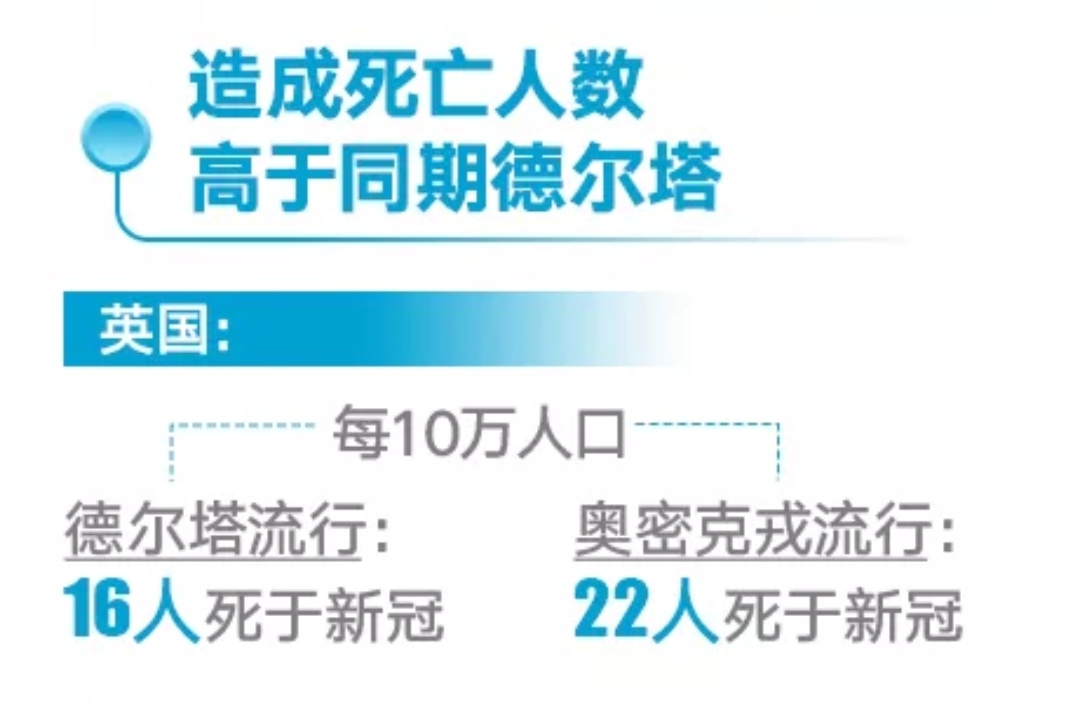 造成死亡人数
高于同期德尔塔
英国：
每10万人口
德尔塔流行：
16人死于新冠
奥密克戎流行：
22人死于新冠